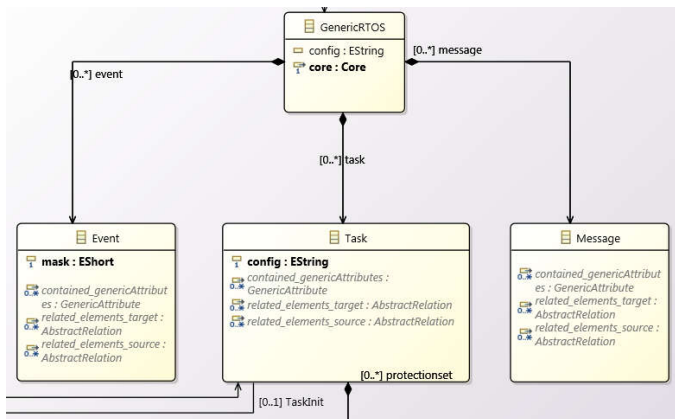 GenericRTOS
config : EString
core : Core
[0..*] event
[0..*] message
[0..*] task
Event
mask : EShort
contained_genericAttribut
es : GenericAttribute
related_elements_target :
AbstractRelation
related_elements_source :
AbstractRelation
Task
config : EString
contained_genericAttributes :
GenericAttribute
related_elements_target : AbstractRelation
related_elements_source : AbstractRelation
[0..*] protectionset
Message
contained_genericAttribut
es : GenericAttribute
related_elements_target :
AbstractRelation
related_elements_source :
AbstractRelation
[0..1] TaskInit